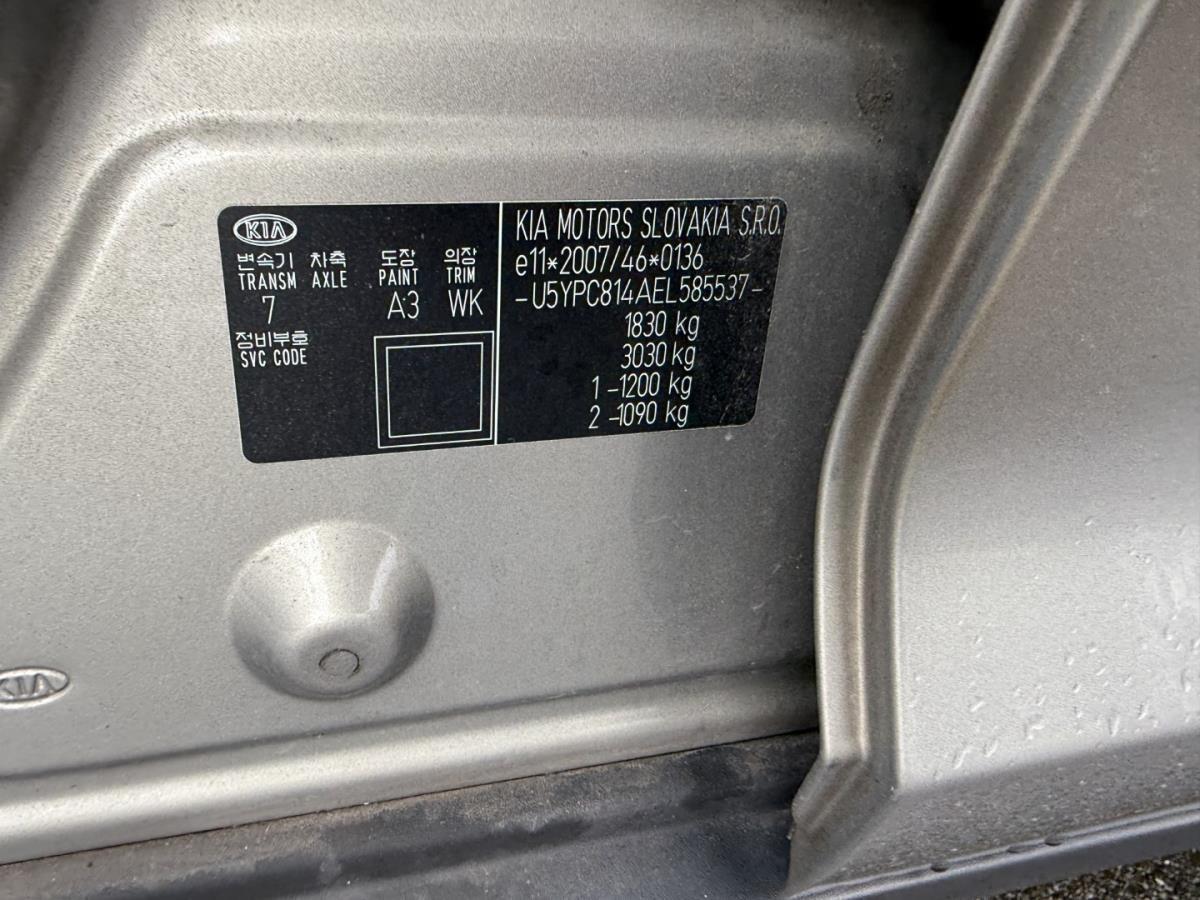 KIA
변속기 차축 도장 의장
TRANSM AXLE PAINT TRIM
7 A3 WK
정비부호
SVC CODE
KIA MOTORS SLOVAKIA S.R.O.
e11*2007/46*0136
-U5YPC814AEL585537-
1830 kg
3030 kg
1 -1200 kg
2 -1090 kg
KIA